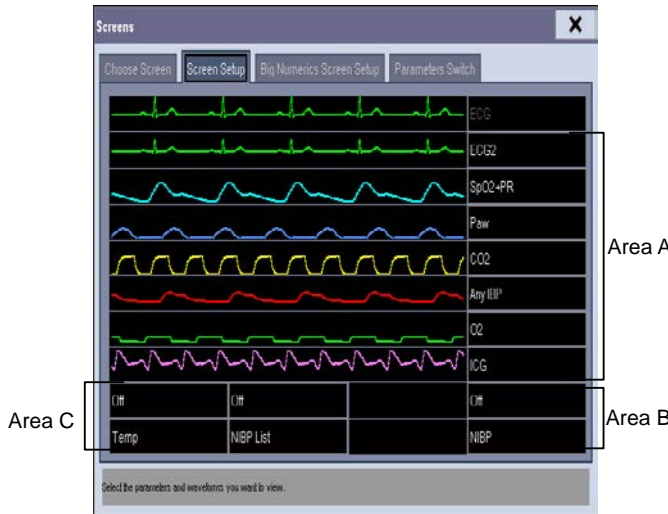 Screens X
Choose Screen Screen Setup Big Numerics Screen Setup Parameters Switch
ECG
ECG2
SpO2+PR
Paw
CO2
Any IBP
O2
ICG
Off Off Off
Temp NIBP List NIBP
Area A
Area B
Area C
Select the parameters and waveforms you want to view.